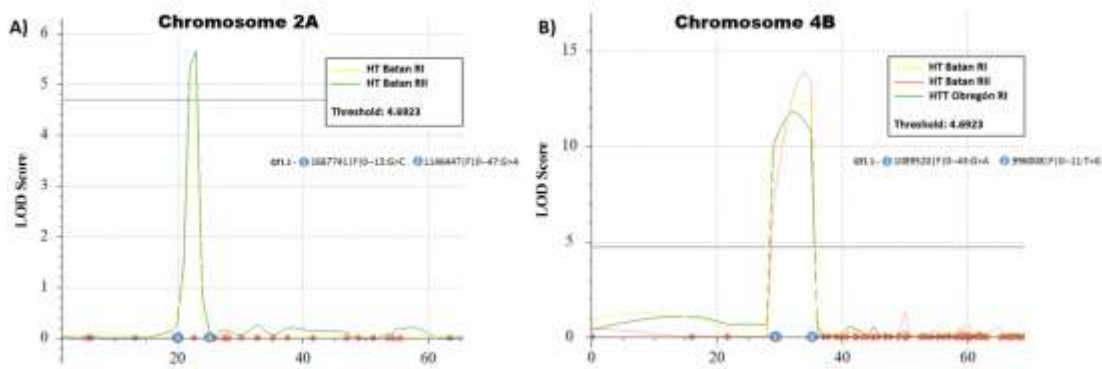 A)
Chromosome 2A
LOD Score
6
5
4
3
2
1
0
20
40
60
HT Batan RI
HT Batan RII
Threshold: 4.6923
B)
Chromosome 4B
LOD Score
15
10
5
0
0
20
40
60
HT Batan RI
HT Batan RII
HTT Obregón RI
Threshold: 4.6923